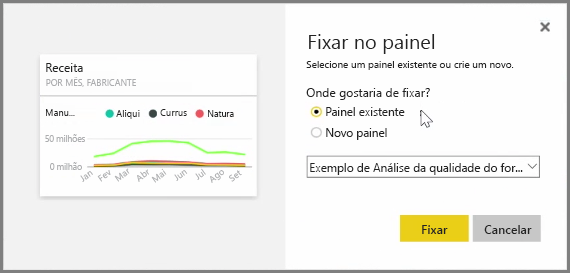 Receita
POR MÊS, FABRICANTE
Manu... Aliqui Currus Natura
50 milhões
0 milhão
Jan Fev Mar Abr Mai Jun Jul Ago Set
Fixar no painel
Selecione um painel existente ou crie um novo.
Onde gostaria de fixar?
Painel existente
Novo painel
Exemplo de Análise da qualidade do for...
Fixar Cancelar